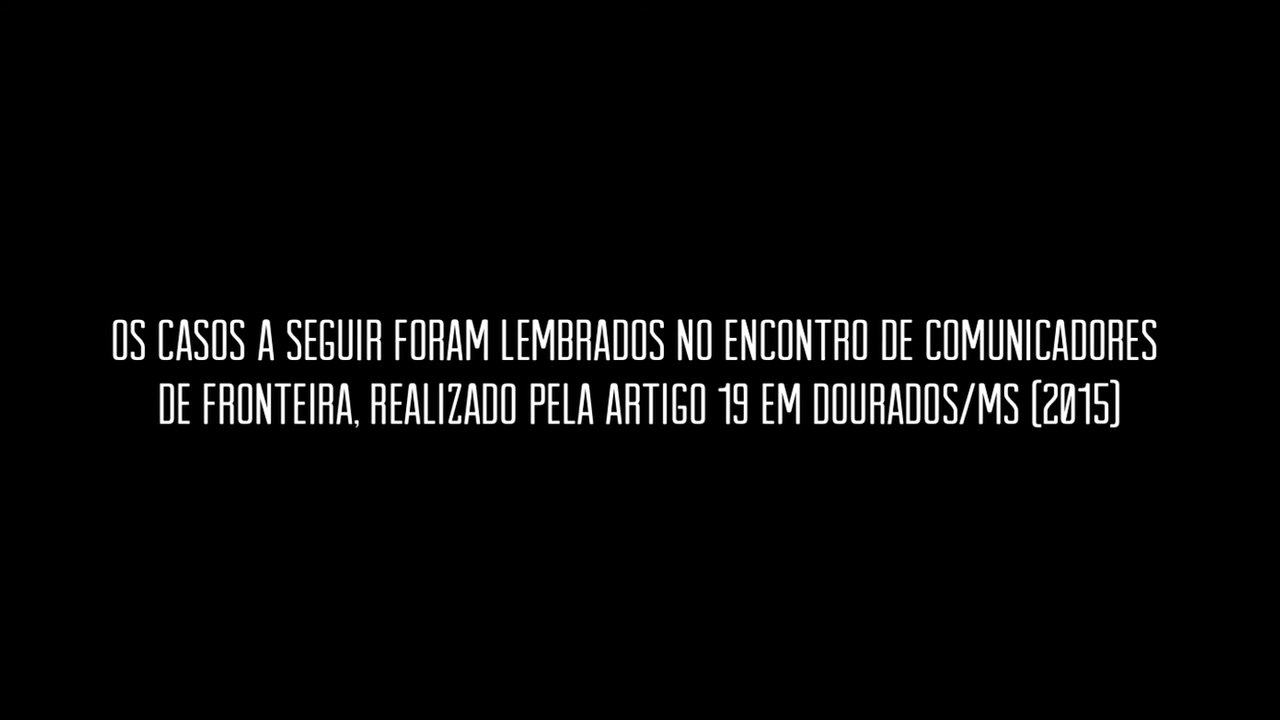 OS CASOS A SEGUIR FORAM LEMBRADOS NO ENCONTRO DE COMUNICADORES
DE FRONTEIRA, REALIZADO PELA ARTIGO 19 EM DOURADOS/MS (2015)